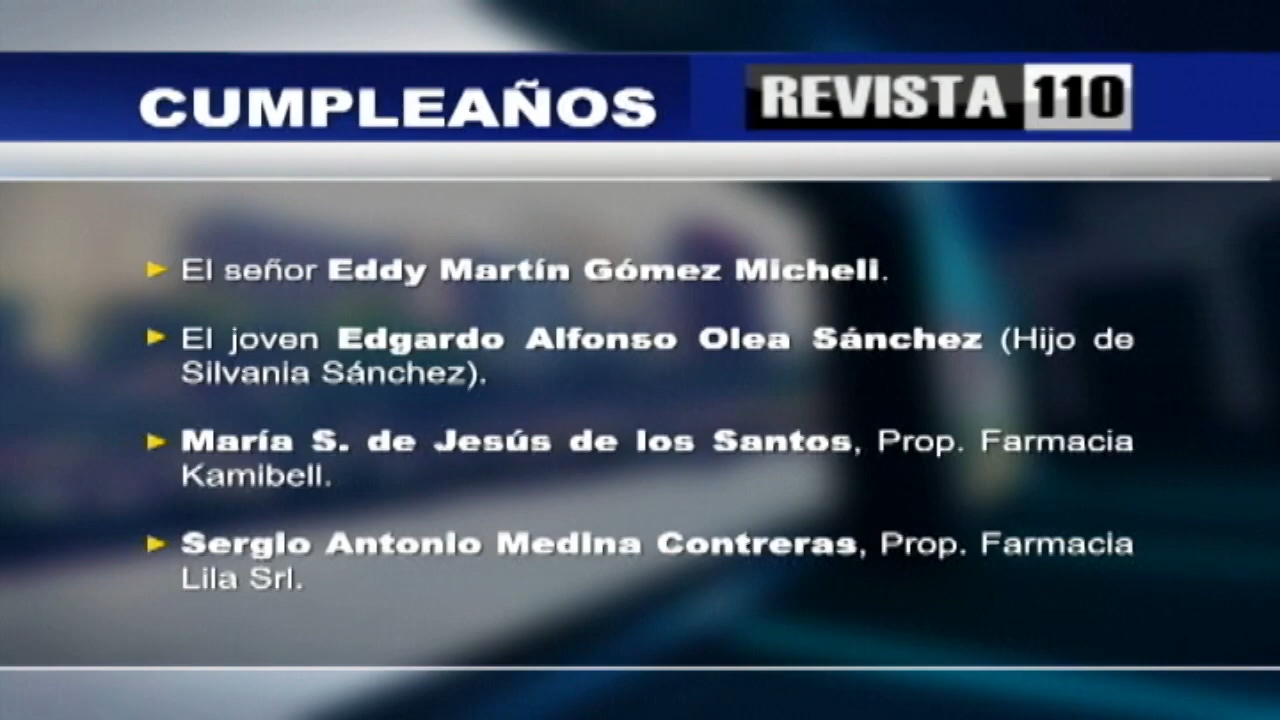 CUMPLEAÑOS
REVISTA 110
El señor Eddy Martín Gómez Micheli.
El joven Edgardo Alfonso Olea Sánchez (Hijo de
Silvania Sánchez).
María S. de Jesús de los Santos, Prop. Farmacia
Kamibell.
Sergio Antonio Medina Contreras, Prop. Farmacia
Lila Srl.